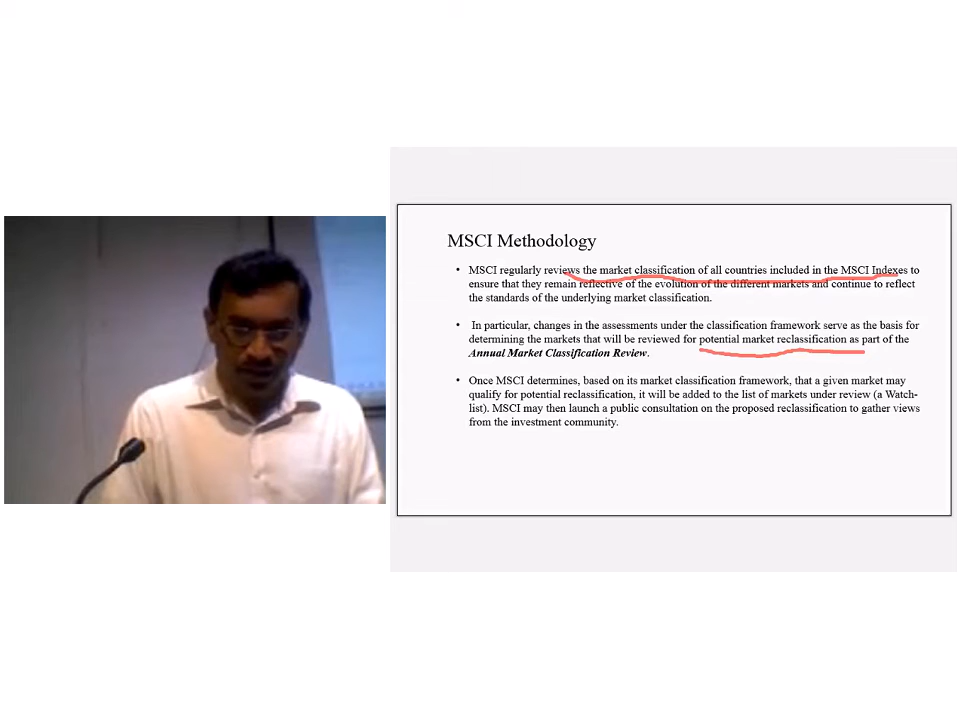 MSCI Methodology
• MSCI regularly reviews the market classification of all countries included in the MSCI Indexes to
ensure that they remain reflective of the evolution of the different markets and continue to reflect
the standards of the underlying market classification.
• In particular, changes in the assessments under the classification framework serve as the basis for
determining the markets that will be reviewed for potential market reclassification as part of the
Annual Market Classification Review.
• Once MSCI determines, based on its market classification framework, that a given market may
qualify for potential reclassification, it will be added to the list of markets under review (a Watch-
list). MSCI may then launch a public consultation on the proposed reclassification to gather views
from the investment community.